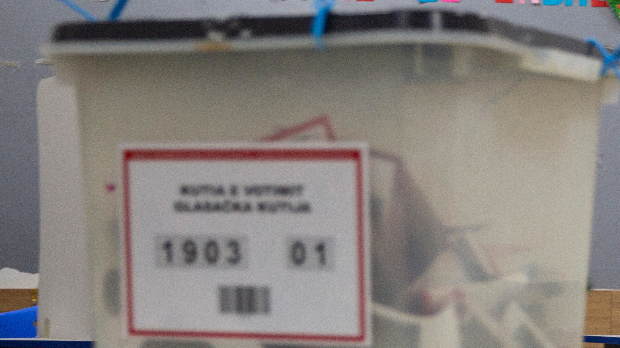 KUTIA E VOTIMIT
GLASAČKA KUTIJA
1903 01